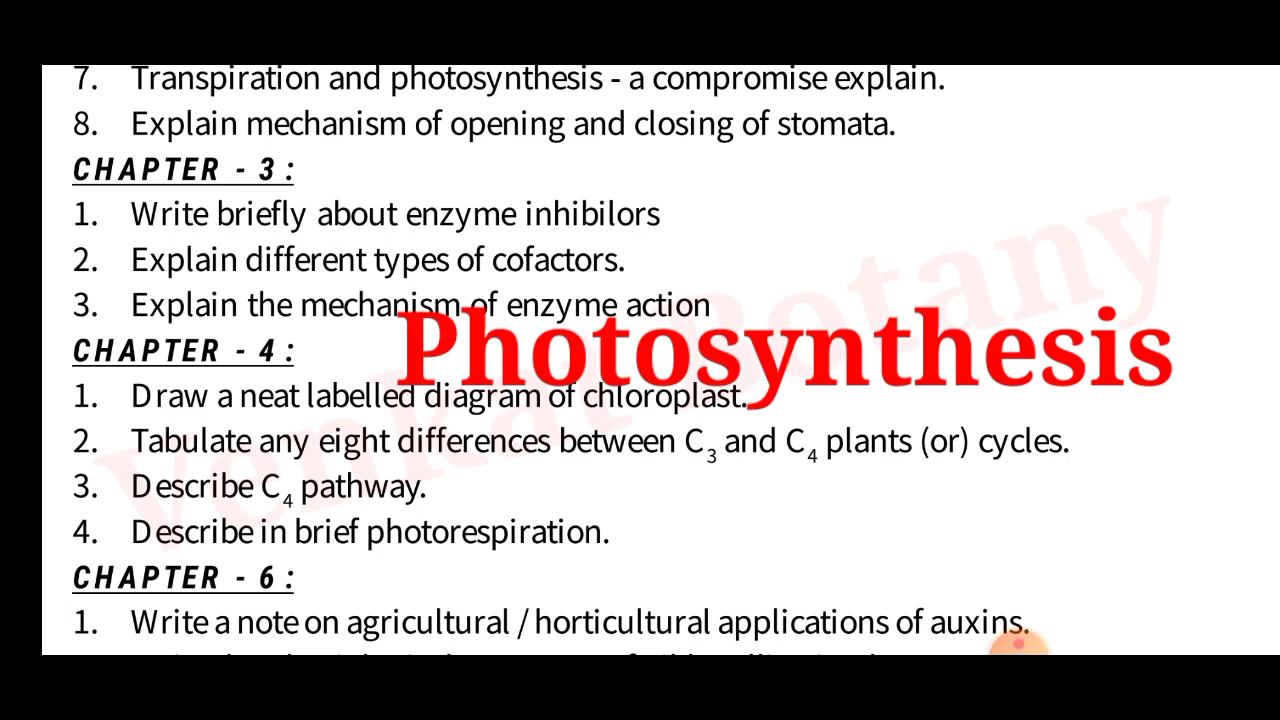 7. Transpiration and photosynthesis - a compromise explain.
8. Explain mechanism of opening and closing of stomata.
CHAPTER - 3 :
1. Write briefly about enzyme inhibilors
2. Explain different types of cofactors.
3. Explain the mechanism of enzyme action
Photosynthesis
CHAPTER - 4 :
1. Draw a neat labelled diagram of chloroplast.
2. Tabulate any eight differences between C₃ and C₄ plants (or) cycles.
3. Describe C₄ pathway.
4. Describe in brief photorespiration.
CHAPTER - 6 :
1. Write a note on agricultural / horticultural applications of auxins.
Venkat Botany